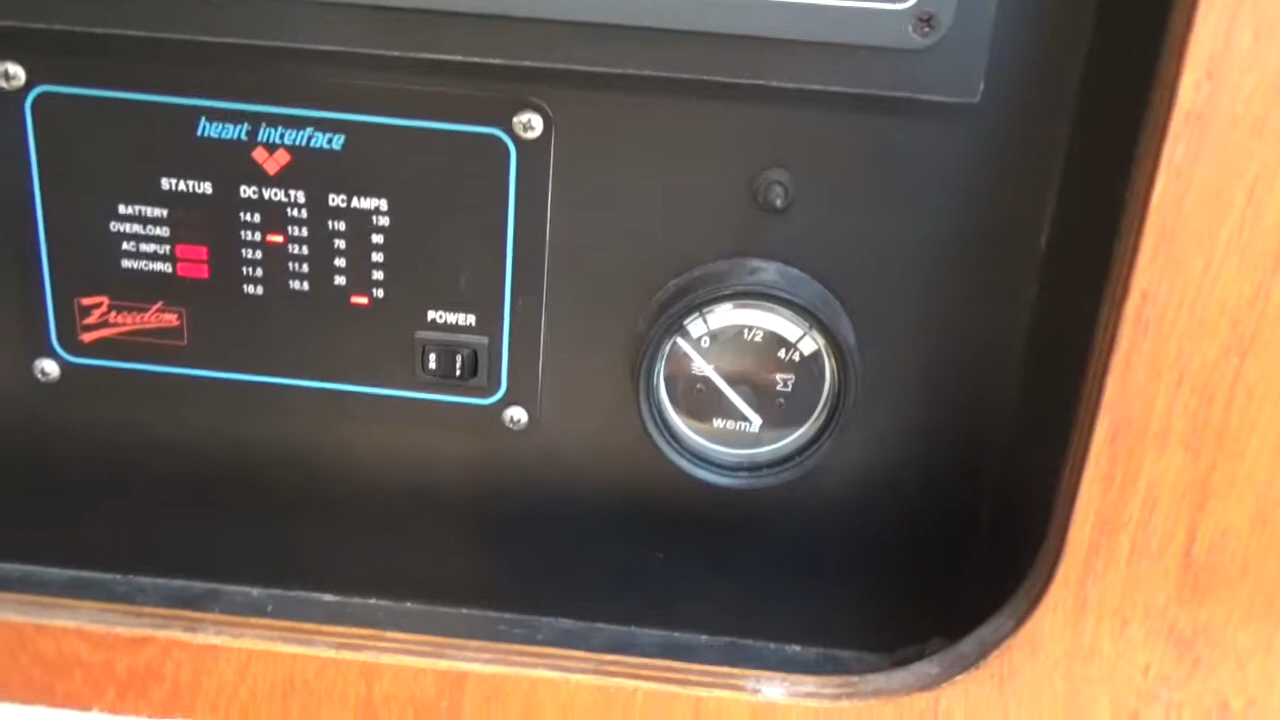 heart interface
STATUS DC VOLTS DC AMPS
BATTERY 14.0 14.5 110 130
OVERLOAD 13.0 13.5 70 90
AC INPUT 12.0 12.5 40 50
INV/CHRG 11.0 11.5 20 30
10.0 10.5 10
Freedom
POWER
ON OFF
0 1/2 4/4
wema